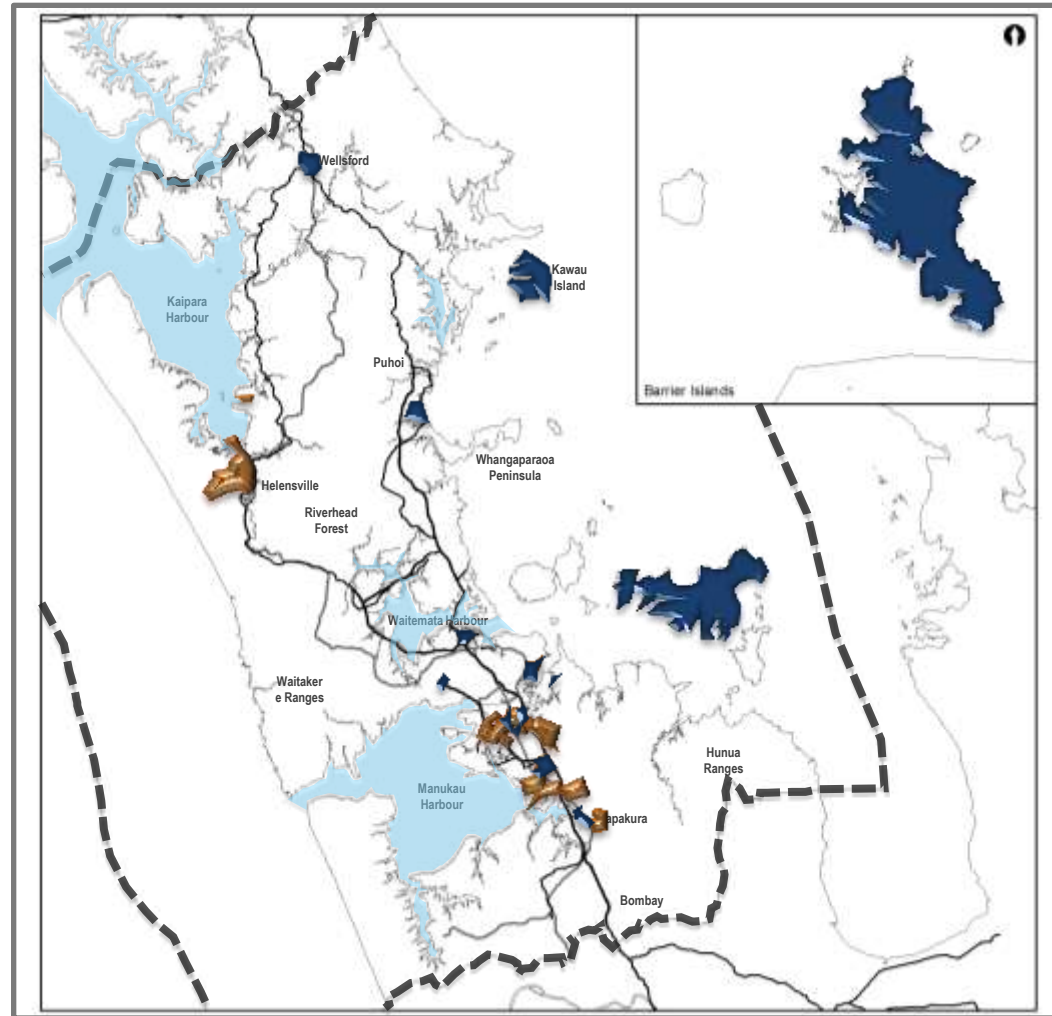 Wellsford
Kawau
Island
Kaipara
Harbour
Puhoi
Barrier Islands
Whangaparaoa
Peninsula
Helensville
Riverhead
Forest
Waitemata Harbour
Waitaker
e Ranges
Hunua
Ranges
Manukau
Harbour
apakura
Bombay